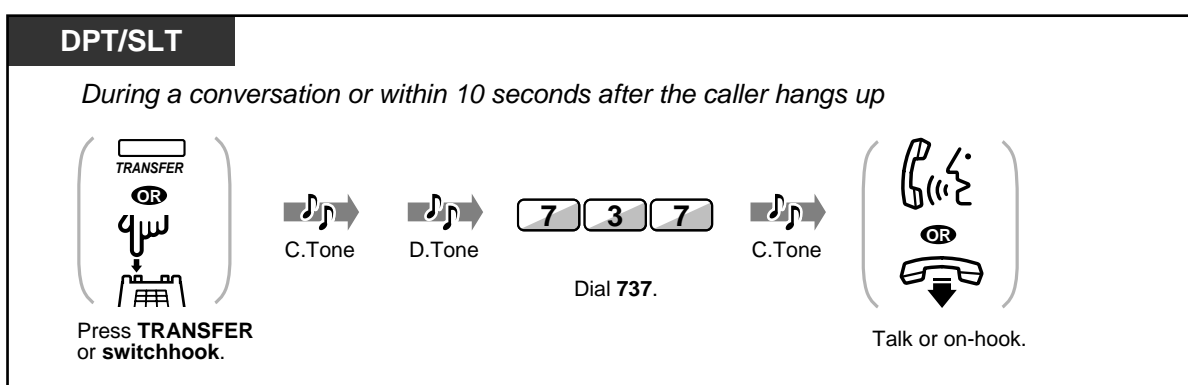 DPT/SLT
During a conversation or within 10 seconds after the caller hangs up
TRANSFER
OR
Press TRANSFER
or switchhook.
C.Tone
D.Tone
7 3 7
Dial 737.
C.Tone
OR
Talk or on-hook.